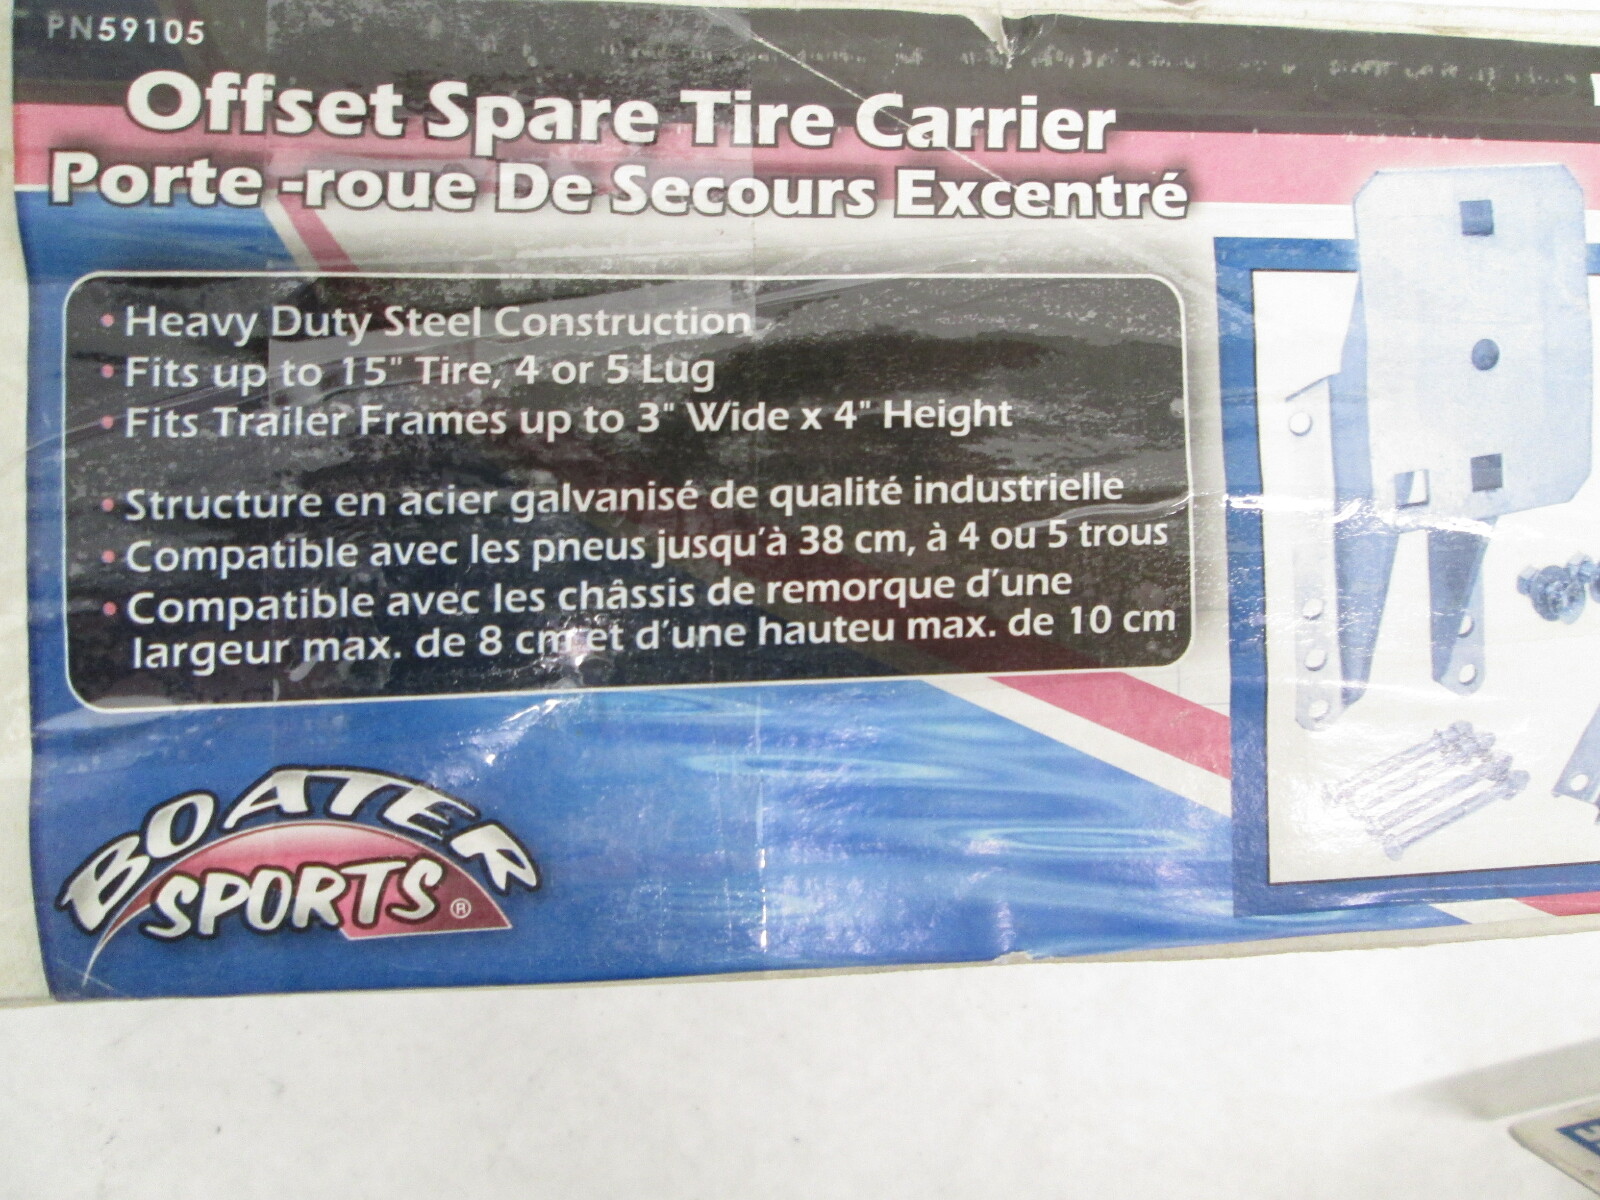 PN59105
Offset Spare Tire Carrier
Porte -roue De Secours Excentré
• Heavy Duty Steel Construction
• Fits up to 15" Tire, 4 or 5 Lug
• Fits Trailer Frames up to 3" Wide x 4" Height
• Structure en acier galvanisé de qualité industrielle
• Compatible avec les pneus jusqu'à 38 cm, à 4 ou 5 trous
• Compatible avec les châssis de remorque d'une
largeur max. de 8 cm et d'une hauteu max. de 10 cm
BOATER
SPORTS®